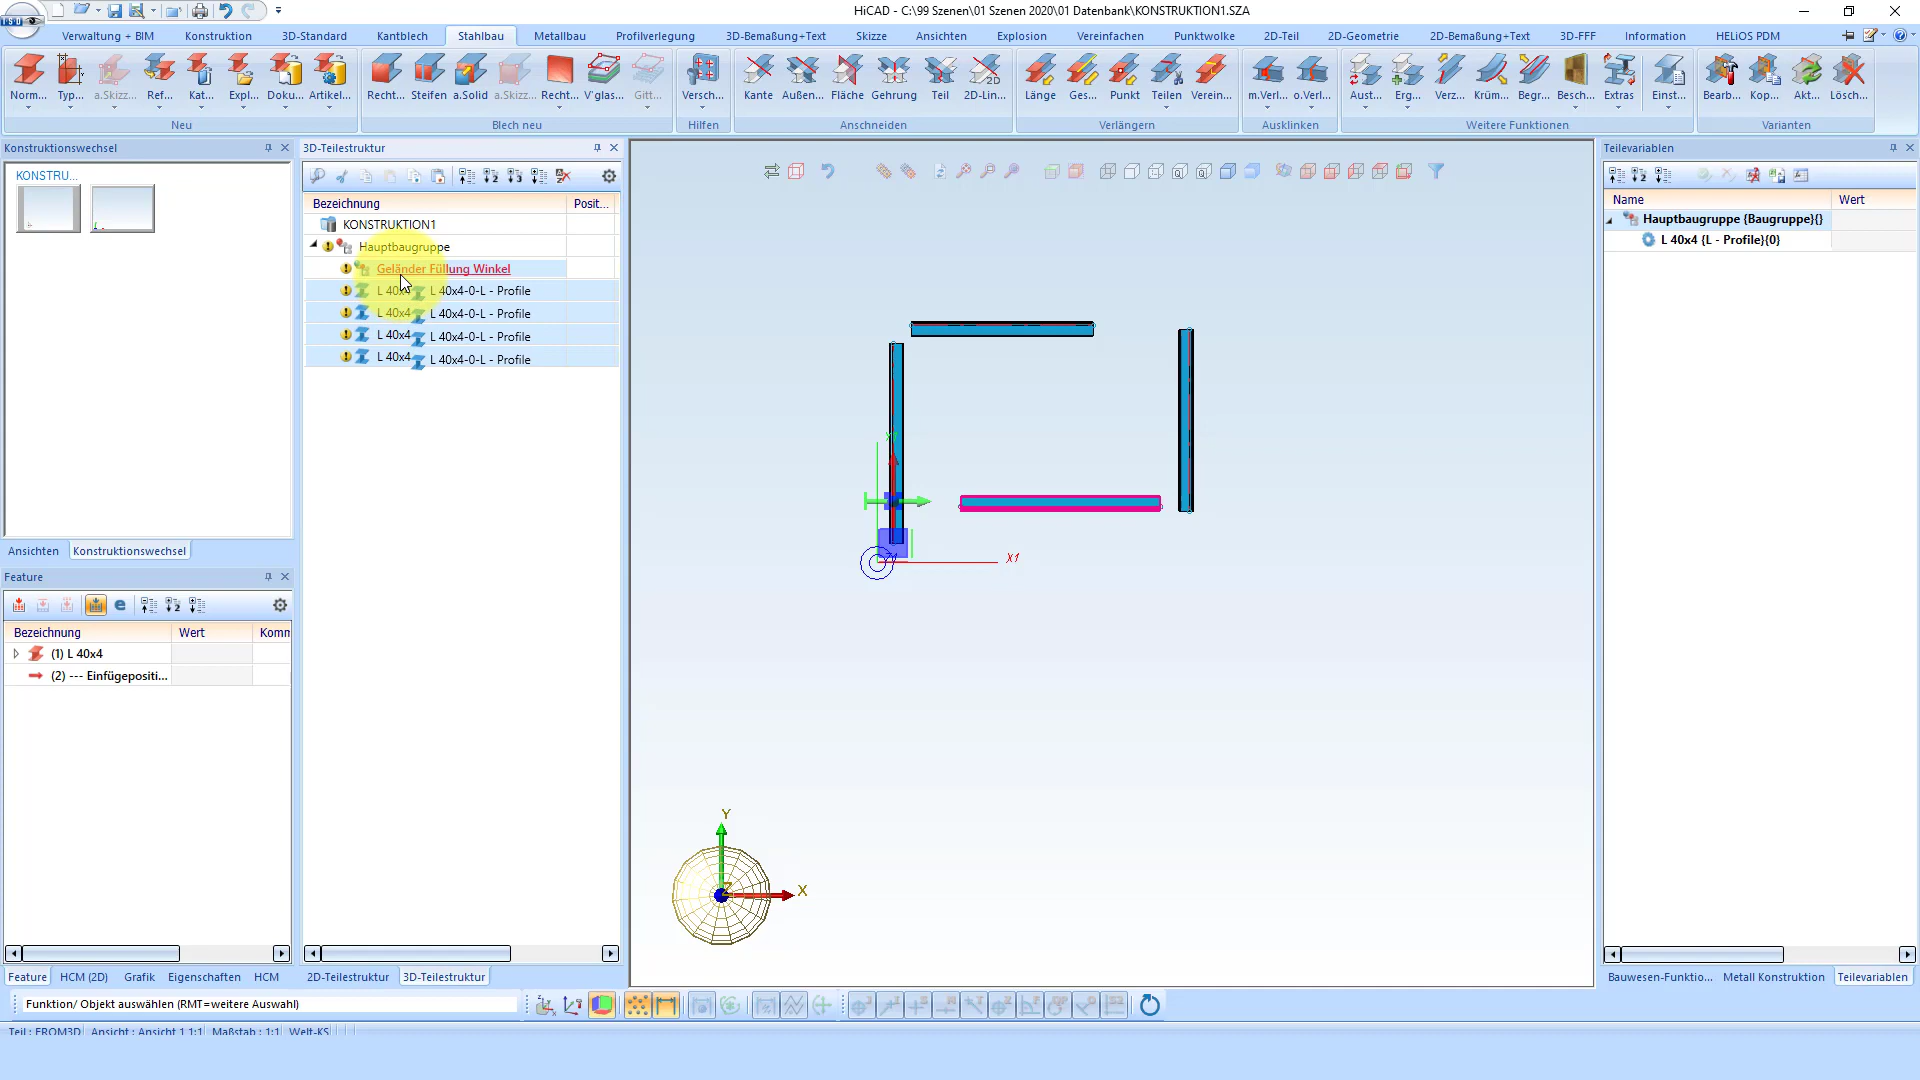 HiCAD - C:\99 Szenen\01 Szenen 2020\01 Datenbank\KONSTRUKTION1.SZA
ISD
Verwaltung + BIM Konstruktion 3D-Standard Kantblech Stahlbau Metallbau Profilverlegung 3D-Bemaßung+Text Skizze Ansichten Explosion Vereinfachen Punktwolke 2D-Teil 2D-Geometrie 2D-Bemaßung+Text 3D-FFF Information HELiOS PDM
Norm... Typ... a.Skizz... Ref... Kat... Expl... Doku... Artikel... Recht... Steifen a.Solid a.Skizz... Recht... V'glas... Gitt... Versch... Kante Außen... Fläche Gehrung Teil 2D-Lin... Länge Ges... Punkt Teilen Verein... m.Verl... o.Verl... Aust... Erg... Verz... Krüm... Begr... Besch... Extras Einst... Bearb... Kop... Akt... Lösch...
Neu Blech neu Hilfen Anschneiden Verlängern Ausklinken Weitere Funktionen Varianten
Konstruktionswechsel
KONSTRU...
Ansichten Konstruktionswechsel
Feature
Bezeichnung Wert Komm
(1) L 40x4
(2) --- Einfügepositi...
Feature HCM (2D) Grafik Eigenschaften HCM
3D-Teilestruktur
Bezeichnung Posit...
KONSTRUKTION1
Hauptbaugruppe
Geländer Füllung Winkel
L 40x4 L 40x4-0-L - Profile
L 40x4 L 40x4-0-L - Profile
L 40x4 L 40x4-0-L - Profile
L 40x4 L 40x4-0-L - Profile
2D-Teilestruktur 3D-Teilestruktur
X1
Y
X
Teilevariablen
Name Wert
Hauptbaugruppe {Baugruppe}{}
L 40x4 {L - Profile}{0}
Bauwesen-Funktio... Metall Konstruktion Teilevariablen
Funktion/ Objekt auswählen (RMT=weitere Auswahl)
Teil : FROM3D Ansicht : Ansicht 1 1:1 Maßstab : 1:1 Welt-KS